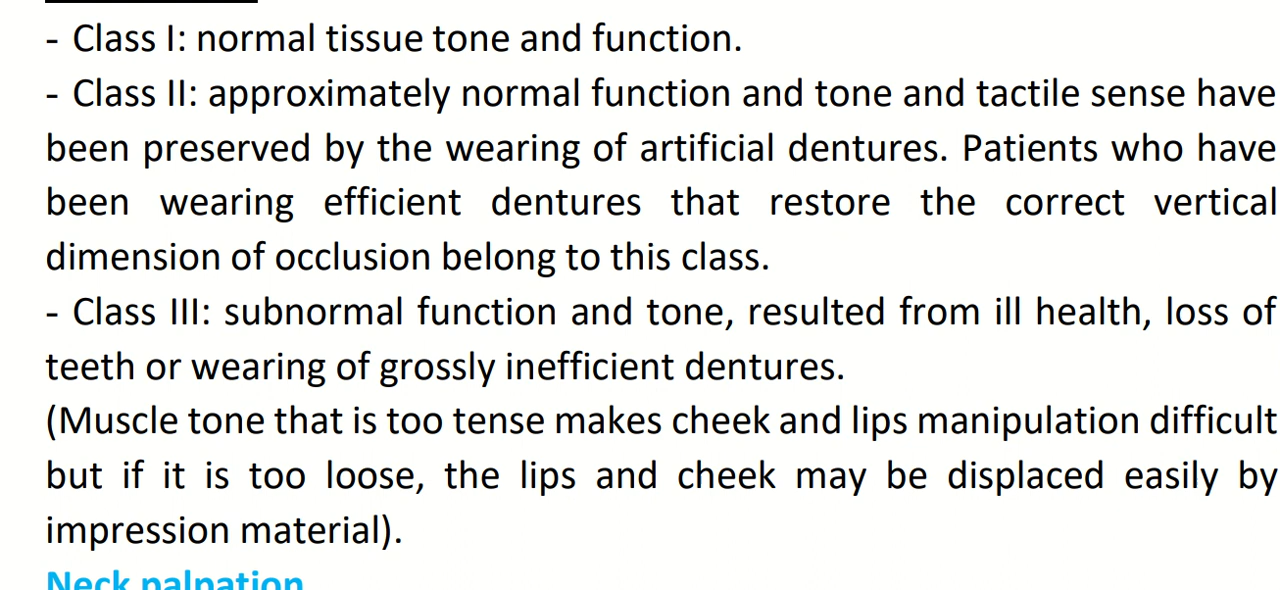 - Class I: normal tissue tone and function.
- Class II: approximately normal function and tone and tactile sense have
been preserved by the wearing of artificial dentures. Patients who have
been wearing efficient dentures that restore the correct vertical
dimension of occlusion belong to this class.
- Class III: subnormal function and tone, resulted from ill health, loss of
teeth or wearing of grossly inefficient dentures.
(Muscle tone that is too tense makes cheek and lips manipulation difficult
but if it is too loose, the lips and cheek may be displaced easily by
impression material).
Neck palpation